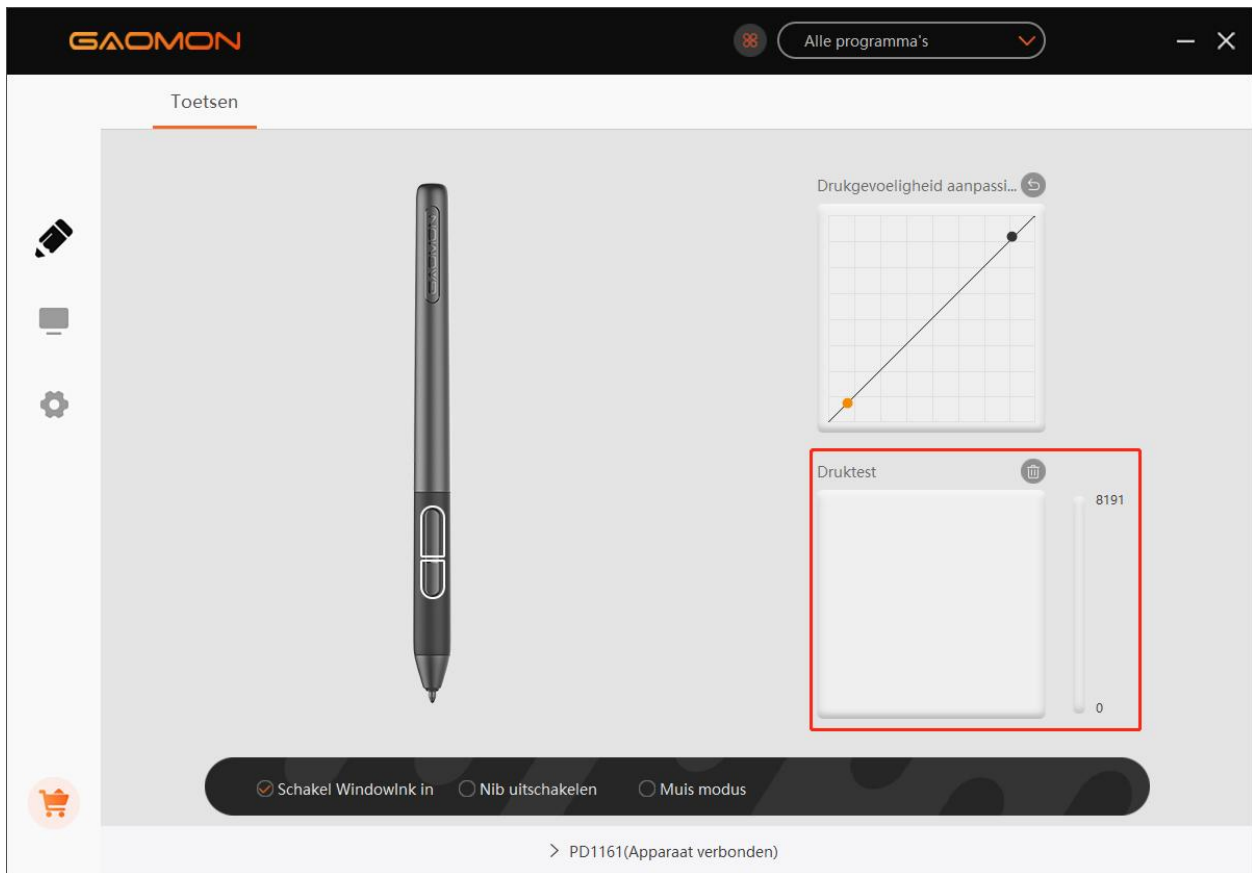 GAOMON
Alle programma's
Toetsen
GAOMON
Drukgevoeligheid aanpassi...
Druktest
8191
0
Schakel WindowInk in
Nib uitschakelen
Muis modus
PD1161(Apparaat verbonden)